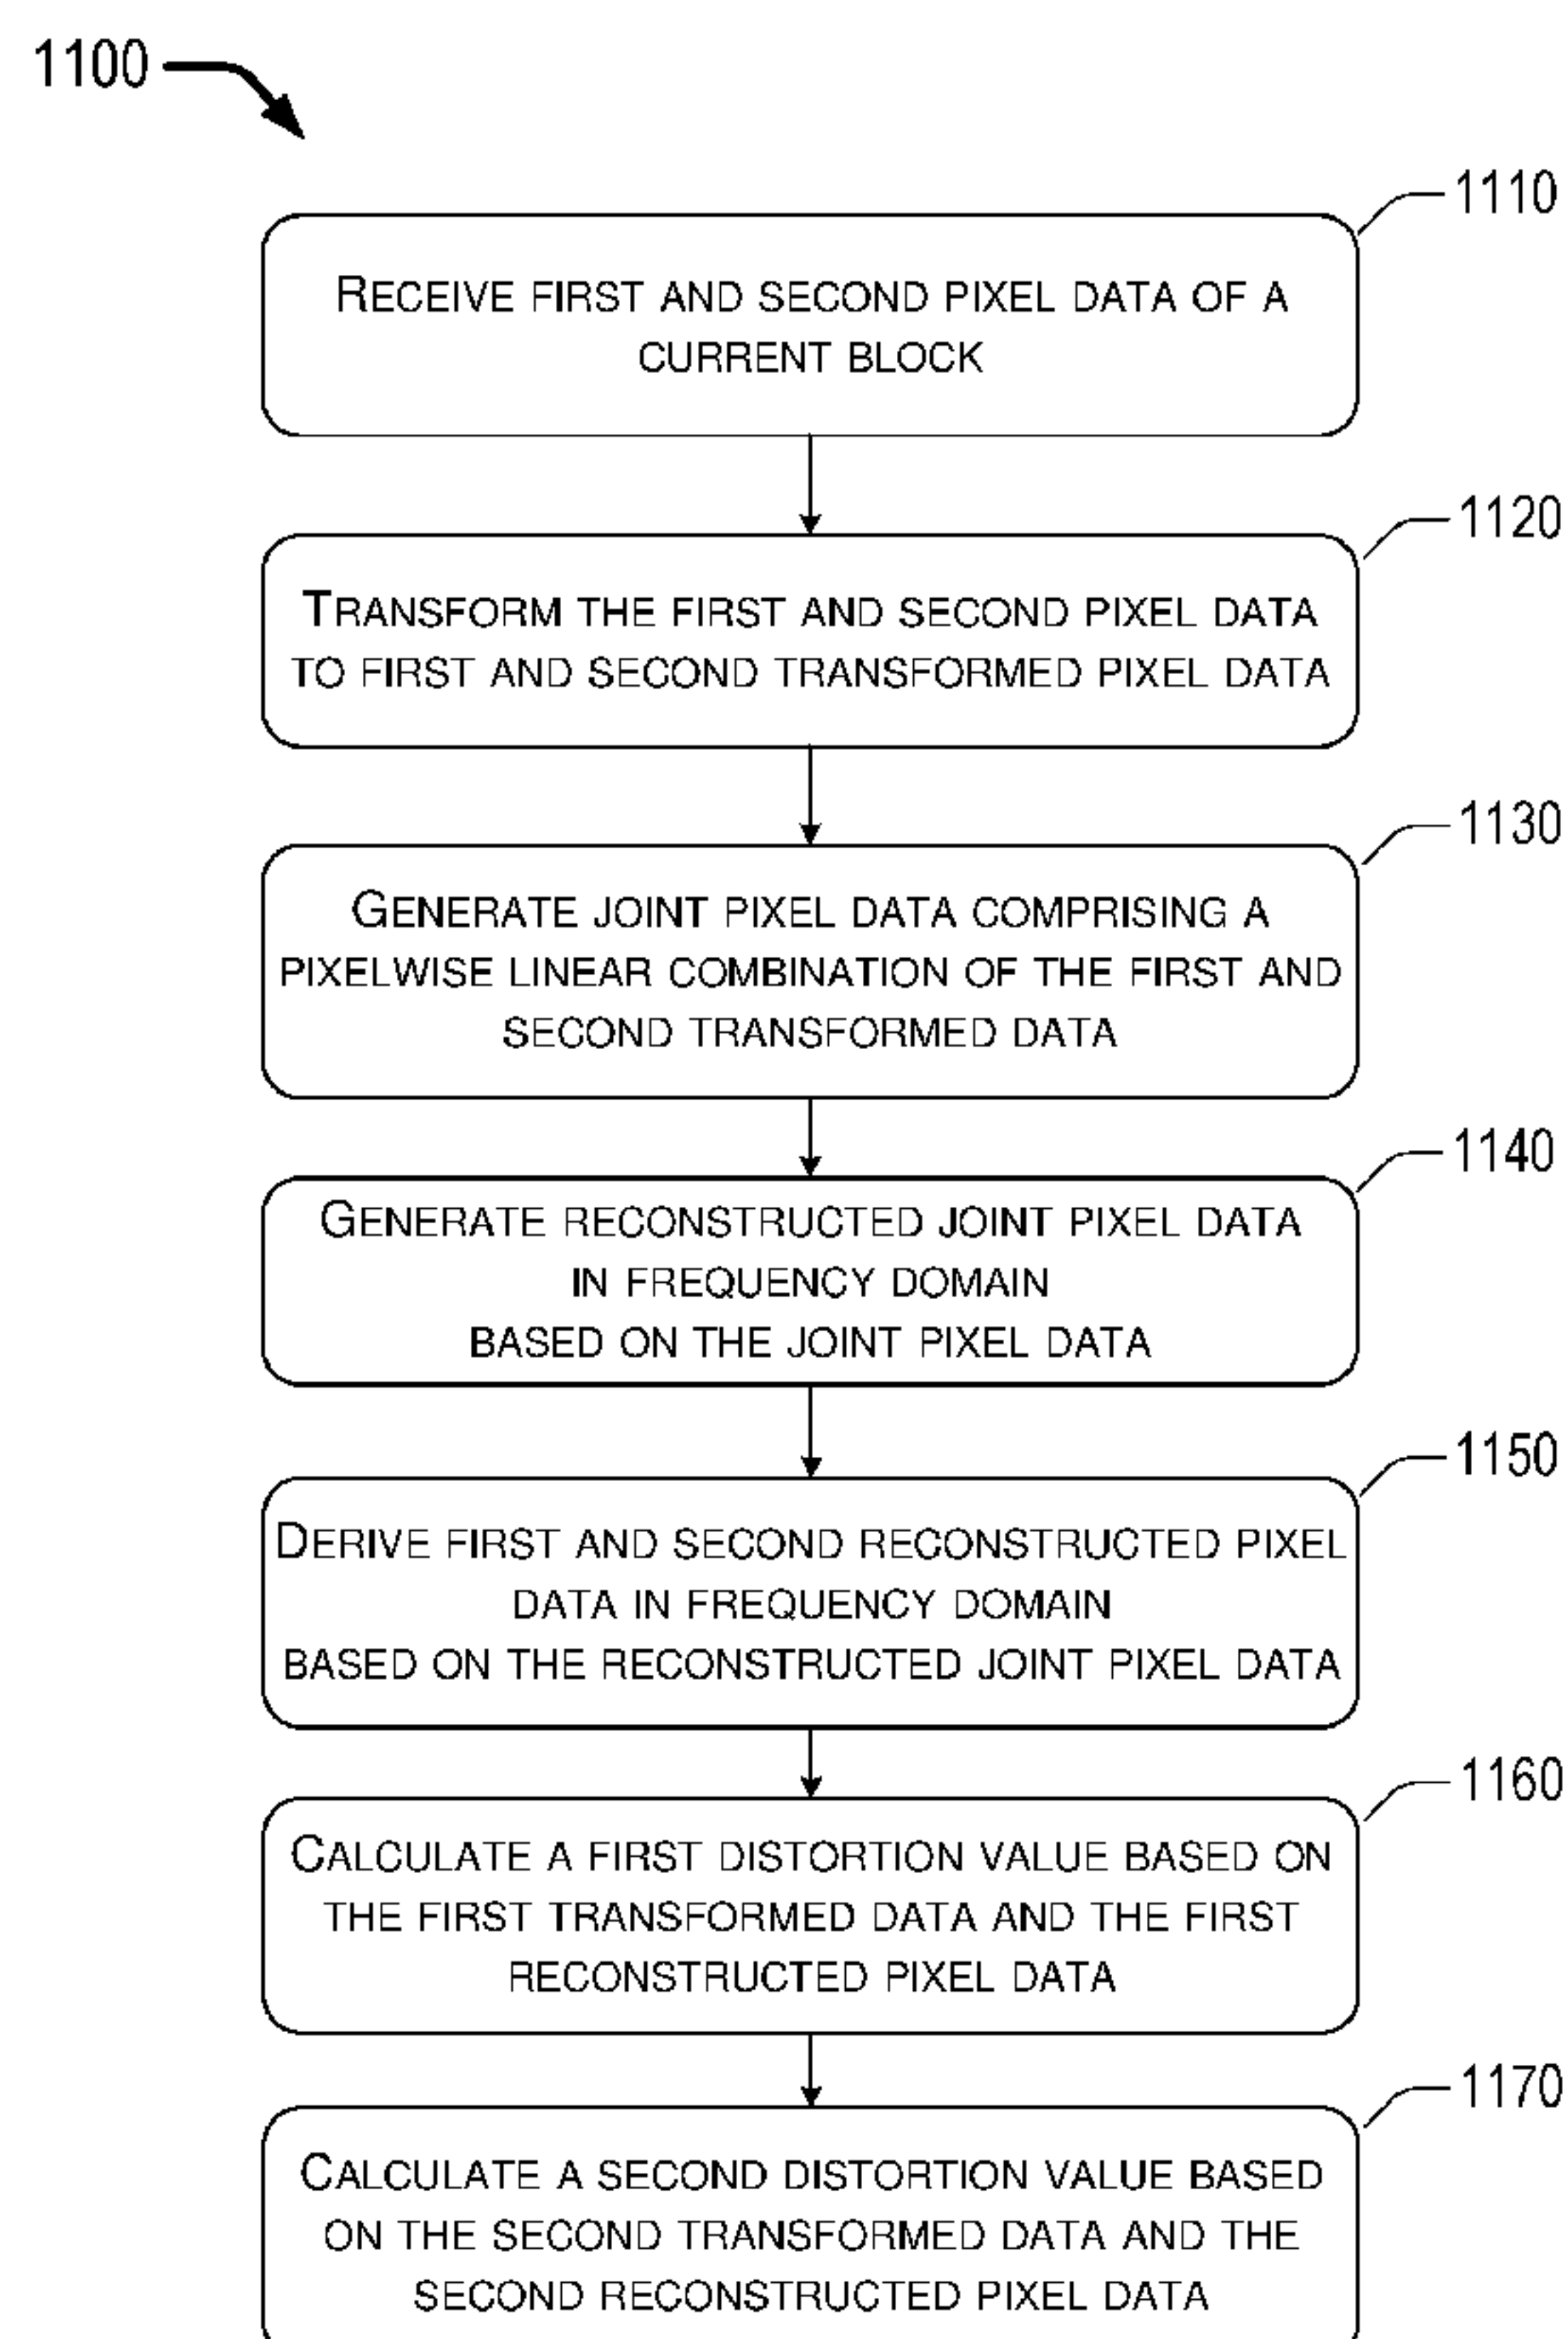 1100
1110
RECEIVE FIRST AND SECOND PIXEL DATA OF A
CURRENT BLOCK
1120
TRANSFORM THE FIRST AND SECOND PIXEL DATA
TO FIRST AND SECOND TRANSFORMED PIXEL DATA
1130
GENERATE JOINT PIXEL DATA COMPRISING A
PIXELWISE LINEAR COMBINATION OF THE FIRST AND
SECOND TRANSFORMED DATA
1140
GENERATE RECONSTRUCTED JOINT PIXEL DATA
IN FREQUENCY DOMAIN
BASED ON THE JOINT PIXEL DATA
1150
DERIVE FIRST AND SECOND RECONSTRUCTED PIXEL
DATA IN FREQUENCY DOMAIN
BASED ON THE RECONSTRUCTED JOINT PIXEL DATA
1160
CALCULATE A FIRST DISTORTION VALUE BASED ON
THE FIRST TRANSFORMED DATA AND THE FIRST
RECONSTRUCTED PIXEL DATA
1170
CALCULATE A SECOND DISTORTION VALUE BASED
ON THE SECOND TRANSFORMED DATA AND THE
SECOND RECONSTRUCTED PIXEL DATA